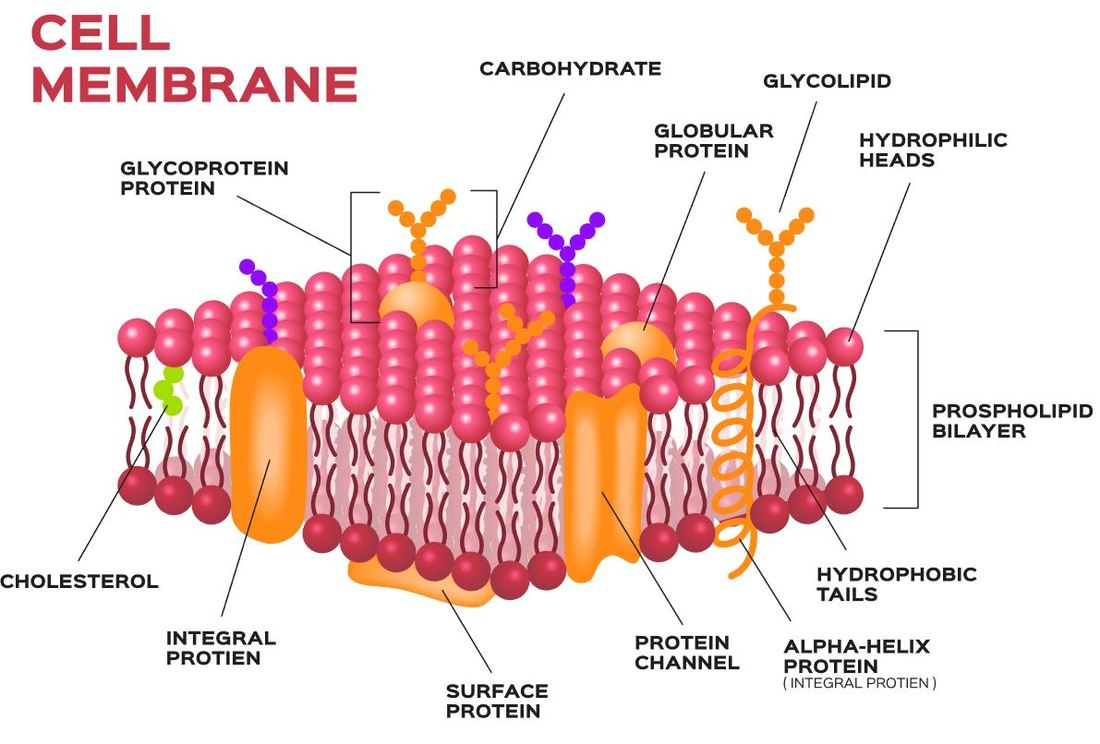 CELL
MEMBRANE
CARBOHYDRATE
GLYCOLIPID
GLOBULAR
PROTEIN
HYDROPHILIC
HEADS
GLYCOPROTEIN
PROTEIN
PROSPHOLIPID
BILAYER
CHOLESTEROL
HYDROPHOBIC
TAILS
INTEGRAL
PROTIEN
PROTEIN
CHANNEL
ALPHA-HELIX
PROTEIN
( INTEGRAL PROTIEN )
SURFACE
PROTEIN